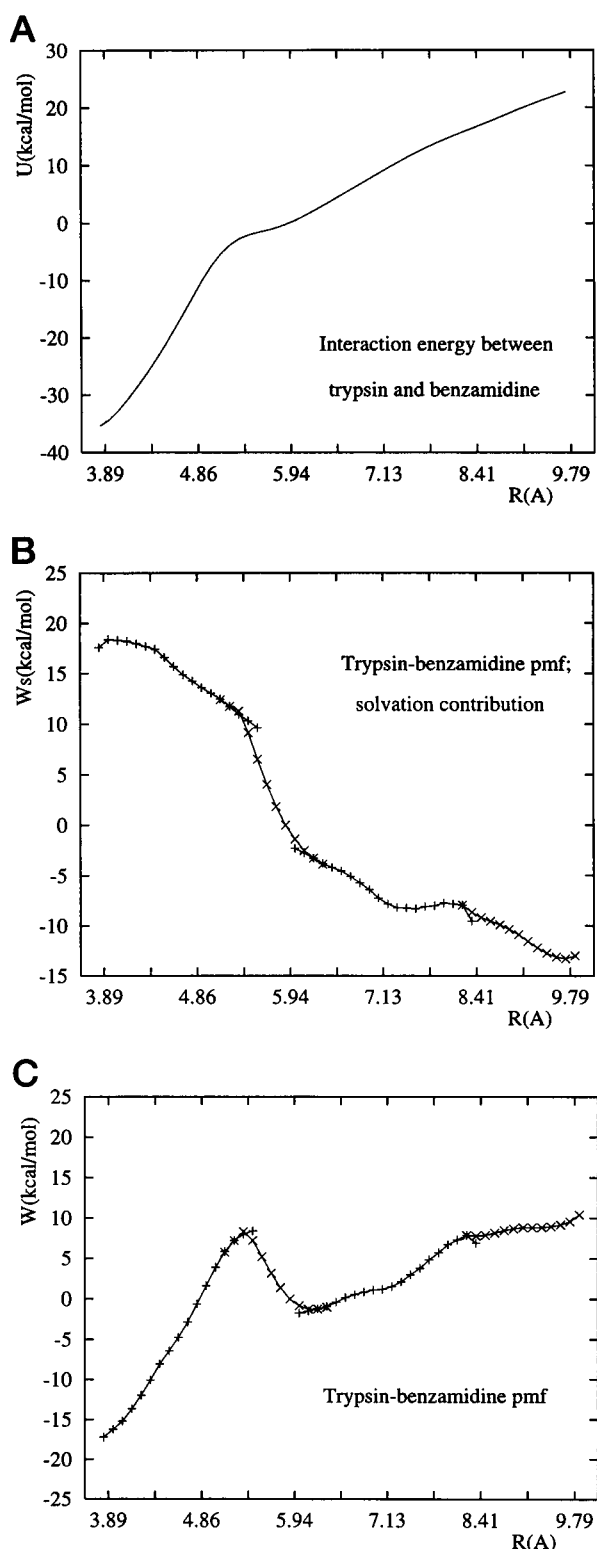 A
U(kcal/mol)
30
20
10
0
-10
-20
-30
-40
Interaction energy between
trypsin and benzamidine
3.89 4.86 5.94 7.13 8.41 9.79
R(A)
B
Ws(kcal/mol)
25
20
15
10
5
0
-5
-10
-15
Trypsin-benzamidine pmf;
solvation contribution
3.89 4.86 5.94 7.13 8.41 9.79
R(A)
C
W(kcal/mol)
25
20
15
10
5
0
-5
-10
-15
-20
-25
Trypsin-benzamidine pmf
3.89 4.86 5.94 7.13 8.41 9.79
R(A)